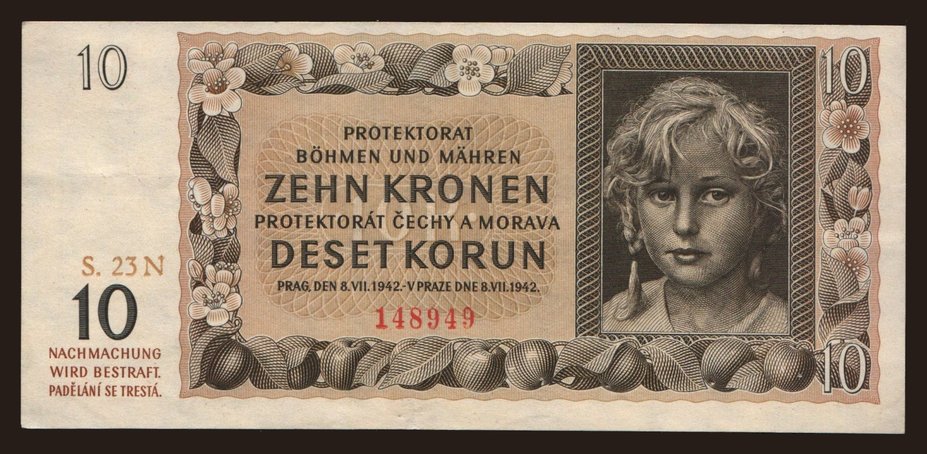 10
10
PROTEKTORAT
BÖHMEN UND MÄHREN
ZEHN KRONEN
PROTEKTORÁT ČECHY A MORAVA
DESET KORUN
PRAG, DEN 8.VII.1942.-V PRAZE DNE 8.VII.1942.
148949
S. 23 N
10
NACHMACHUNG
WIRD BESTRAFT.
PADĚLÁNÍ SE TRESTÁ.
10